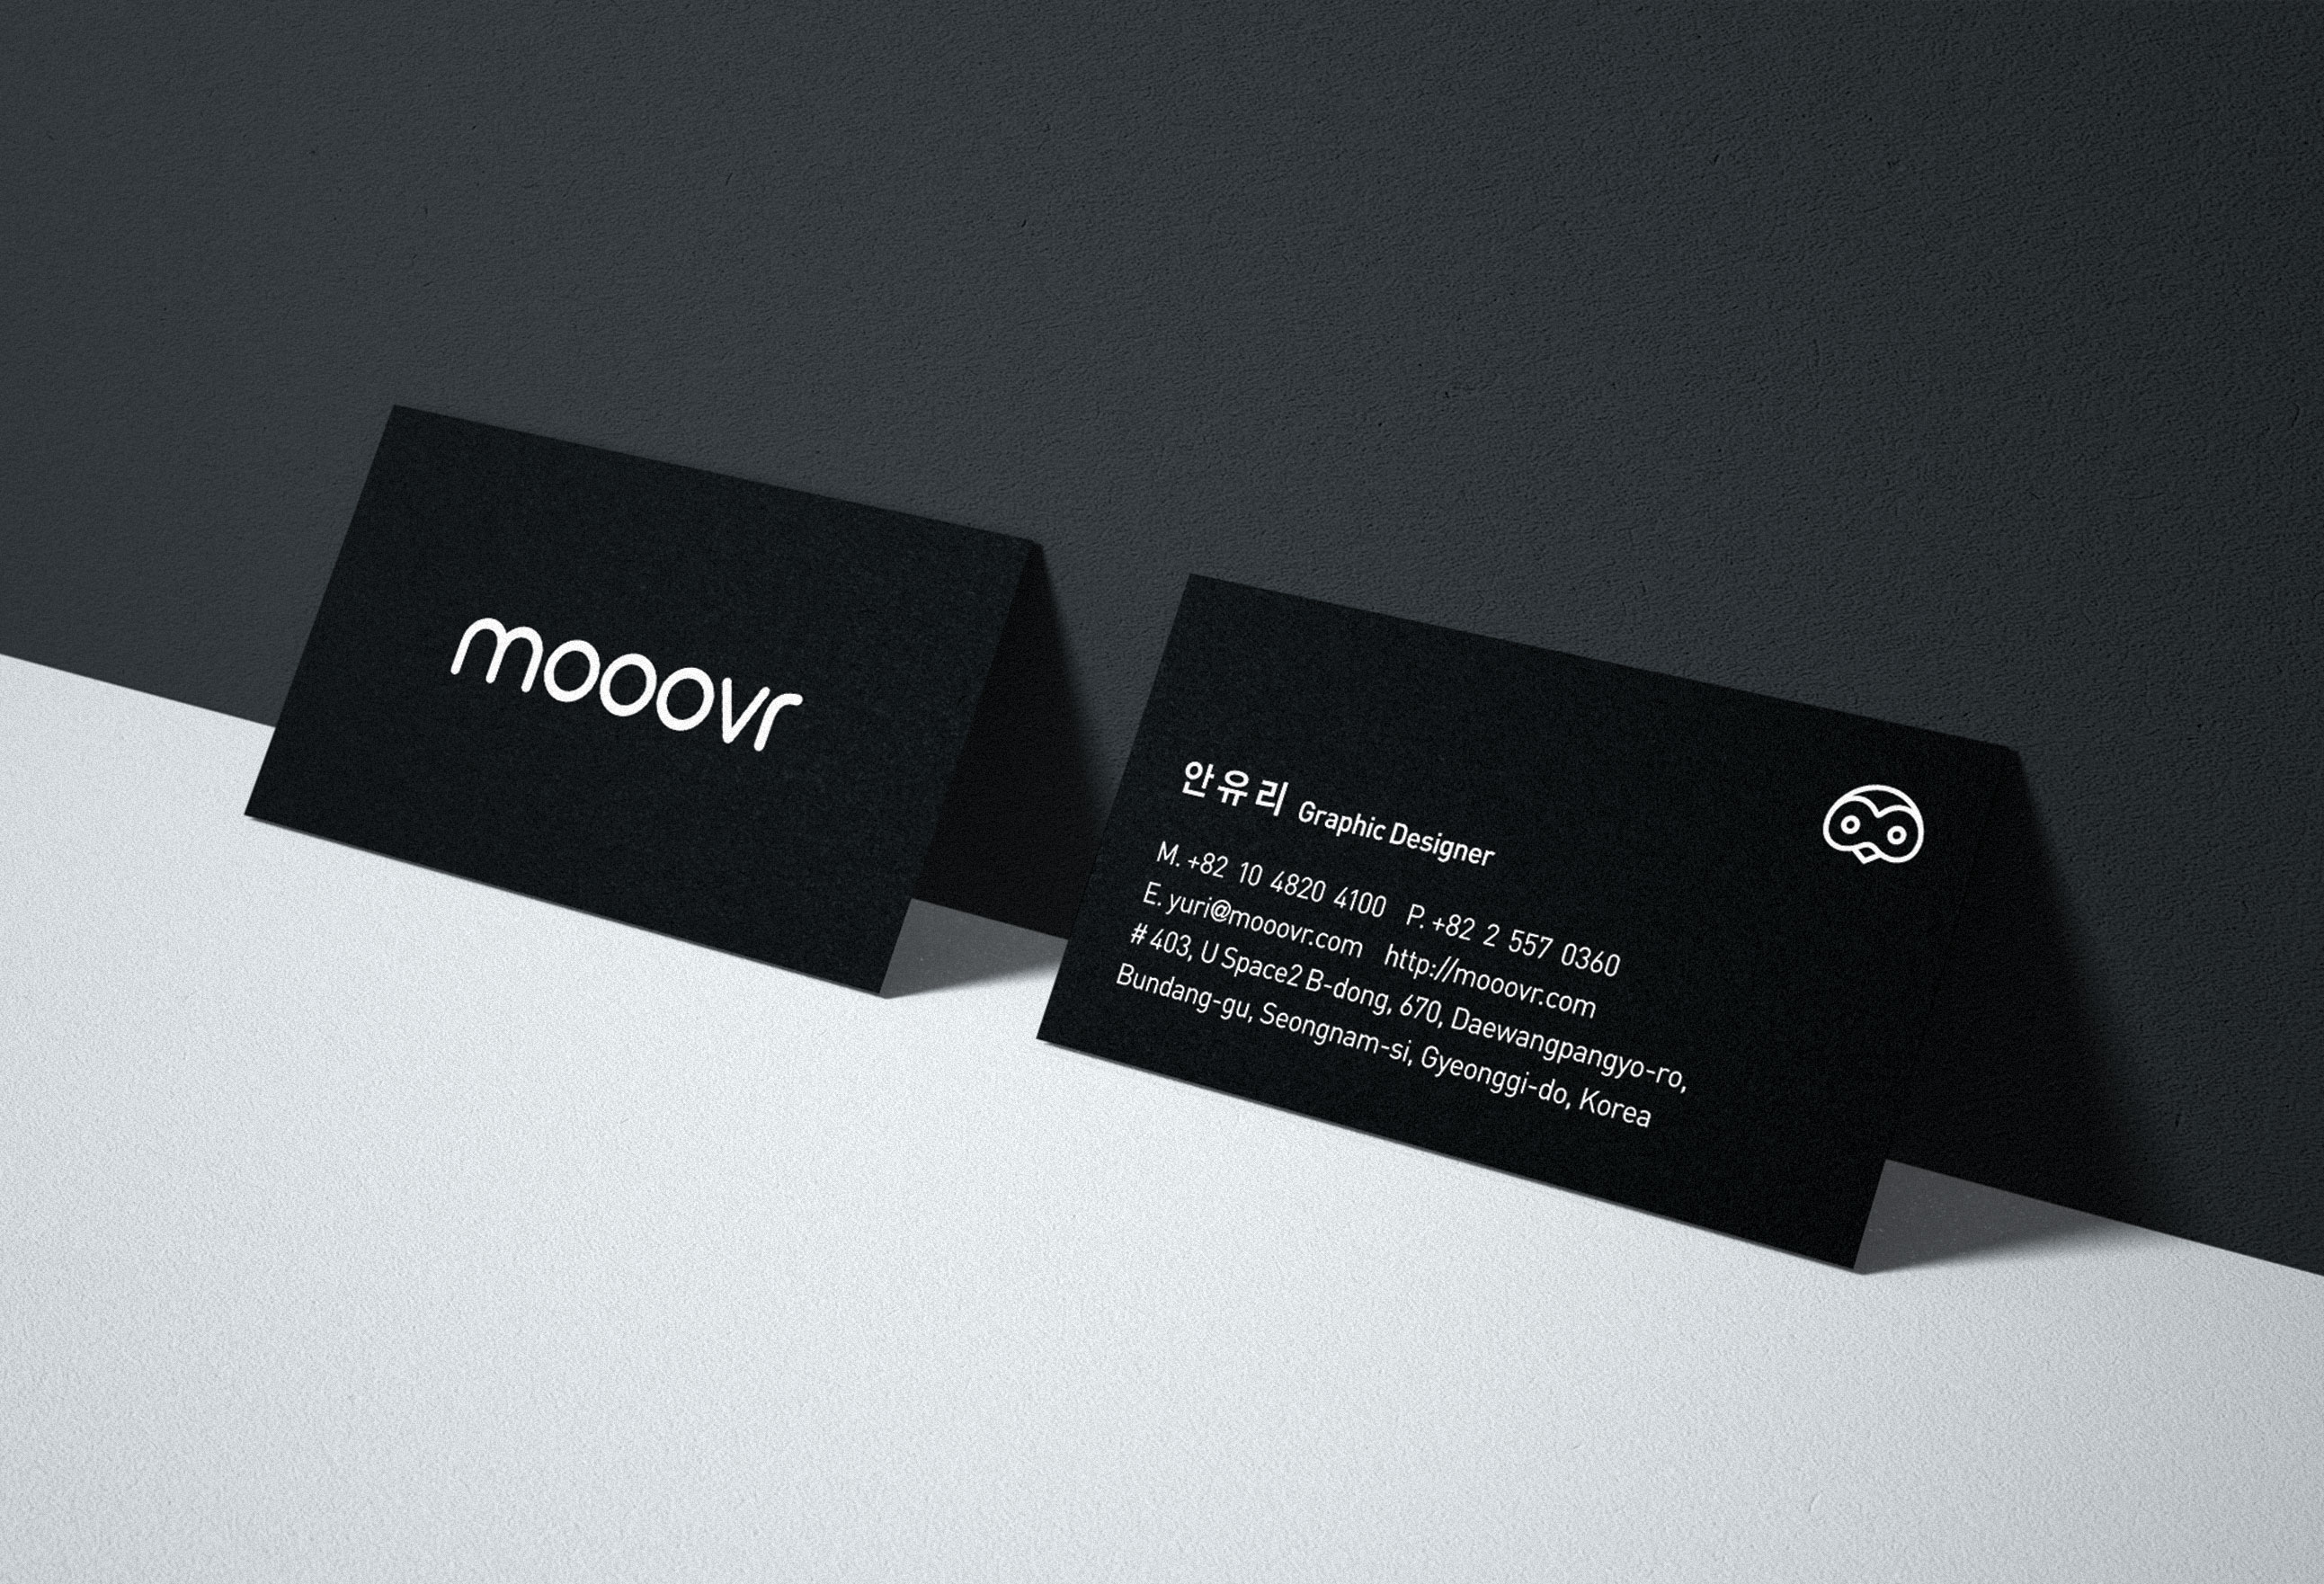 mooovr
안유리 Graphic Designer
M. +82 10 4820 4100 P. +82 2 557 0360
E. yuri@mooovr.com http://mooovr.com
# 403, U Space2 B-dong, 670, Daewangpangyo-ro,
Bundang-gu, Seongnam-si, Gyeonggi-do, Korea